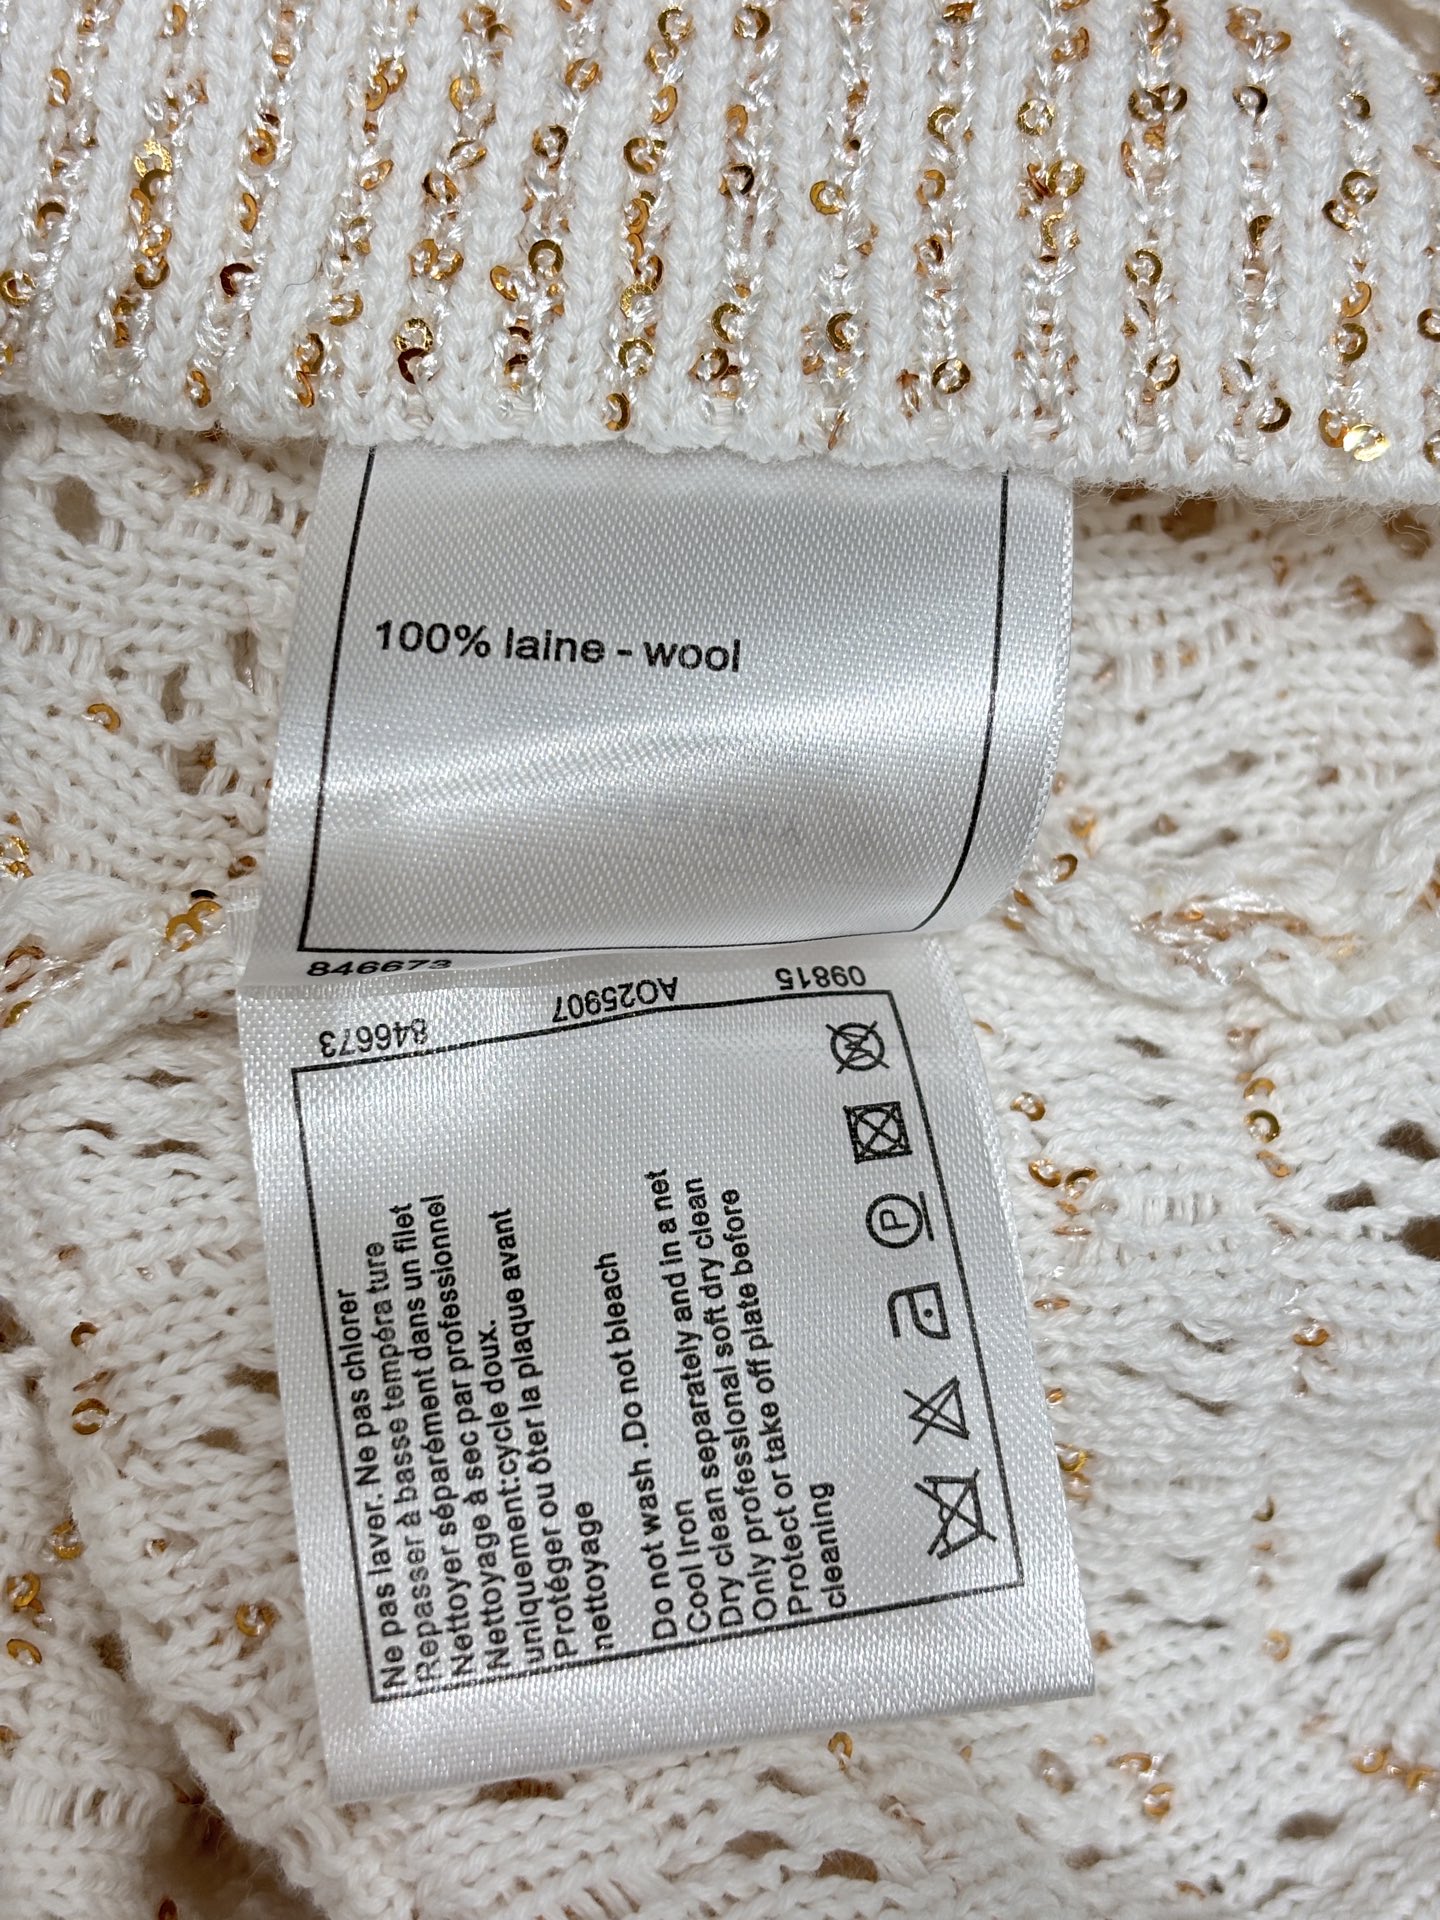 100% laine - wool
846673
846673
AO25907
09815
Ne pas laver. Ne pas chlorer
Repasser à basse tempéra ture
Nettoyer séparément dans un filet
Nettoyage à sec par professionnel
uniquement:cycle doux.
Protéger ou ôter la plaque avant
nettoyage
Do not wash .Do not bleach
Cool Iron
Dry clean separately and in a net
Only professional soft dry clean
Protect or take off plate before
cleaning
P